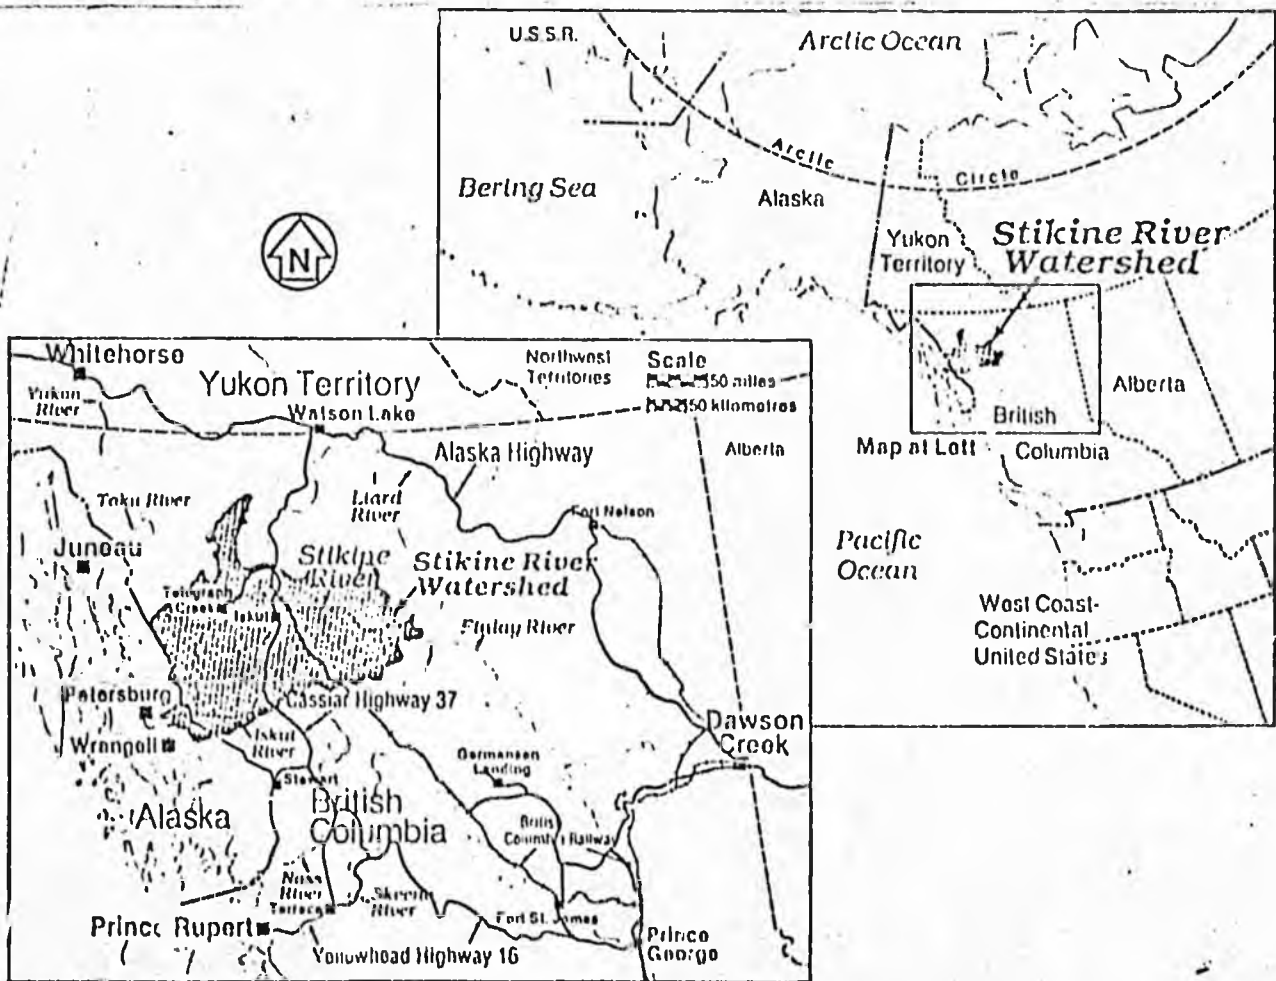 U.S.S.R.
Arctic Ocean
Arctic
Circle
Bering Sea
Alaska
Yukon
Territory
Stikine River
Watershed
N
Alberta
British
Columbia
Map at Left
Pacific
Ocean
West Coast-
Continental
United States
Whitehorse
Yukon
River
Yukon Territory
Watson Lake
Northwest
Territories
Scale
50 miles
50 kilometres
Alaska Highway
Alberta
Taku River
Liard
River
Fort Nelson
Juneau
Stikine
River
Stikine River
Watershed
Telegraph
Creek
Iskut
Finlay River
Petersburg
Cassiar Highway 37
Wrangell
Iskut
River
Dawson
Creek
Germansen
Landing
Stewart
Alaska
British
Columbia
British
Columbia Railway
Nass
River
Terrace
Skeena
River
Fort St. James
Prince Rupert
Yellowhead Highway 16
Prince
George